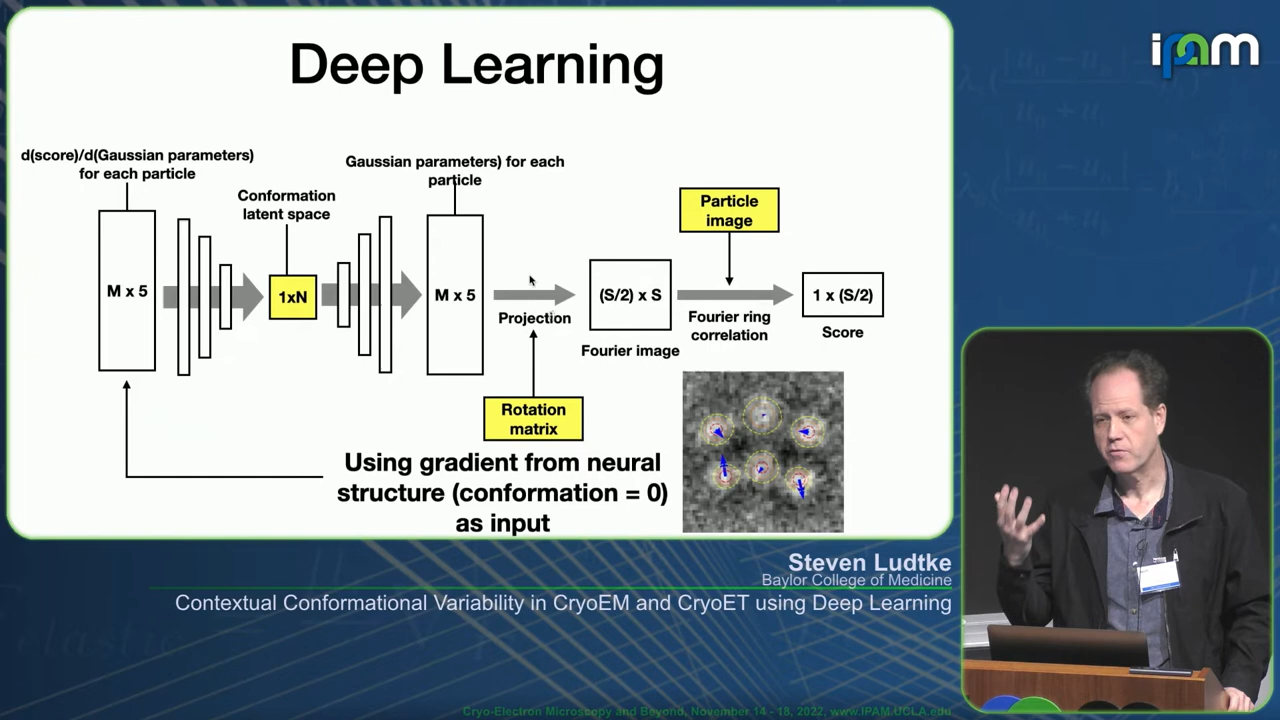 Deep Learning
ipam
d(score)/d(Gaussian parameters)
for each particle
Conformation
latent space
Gaussian parameters) for each
particle
Particle
image
M x 5
1xN
M x 5
Projection
(S/2) x S
Fourier image
Fourier ring
correlation
1 x (S/2)
Score
Rotation
matrix
Using gradient from neural
structure (conformation = 0)
as input
Steven Ludtke
Baylor College of Medicine
Contextual Conformational Variability in CryoEM and CryoET using Deep Learning
Cryo-Electron Microscopy and Beyond, November 14 - 18, 2022, www.IPAM.UCLA.edu